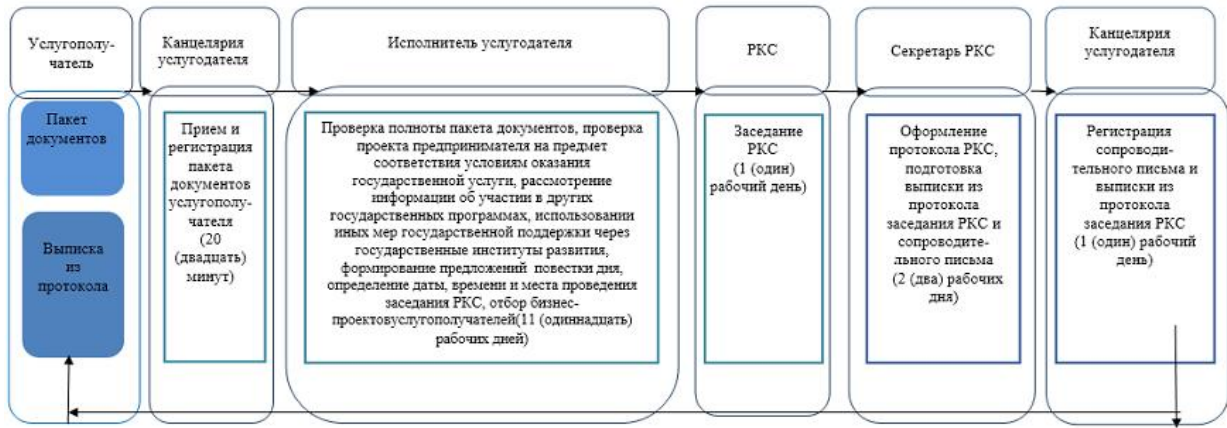 Услугополу-
чатель
Канцелярия
услугодателя
Исполнитель услугодателя
РКС
Секретарь РКС
Канцелярия
услугодателя
Пакет
документов
Выписка
из
протокола
Прием и
регистрация
пакета
документов
услугополу-
чателя
(20
(двадцать)
минут)
Проверка полноты пакета документов, проверка
проекта предпринимателя на предмет
соответствия условиям оказания
государственной услуги, рассмотрение
информации об участии в других
государственных программах, использовании
иных мер государственной поддержки через
государственные институты развития,
формирование предложений повестки дня,
определение даты, времени и места проведения
заседания РКС, отбор бизнес-
проектовуслугополучателей(11 (одиннадцать)
рабочих дней)
Заседание
РКС
(1 (один)
рабочий день)
Оформление
протокола РКС,
подготовка
выписки из
протокола
заседания РКС и
сопроводите-
льного письма
(2 (два) рабочих
дня)
Регистрация
сопроводи-
тельного письма и
выписки из
протокола
заседания РКС
(1 (один) рабочий
день)